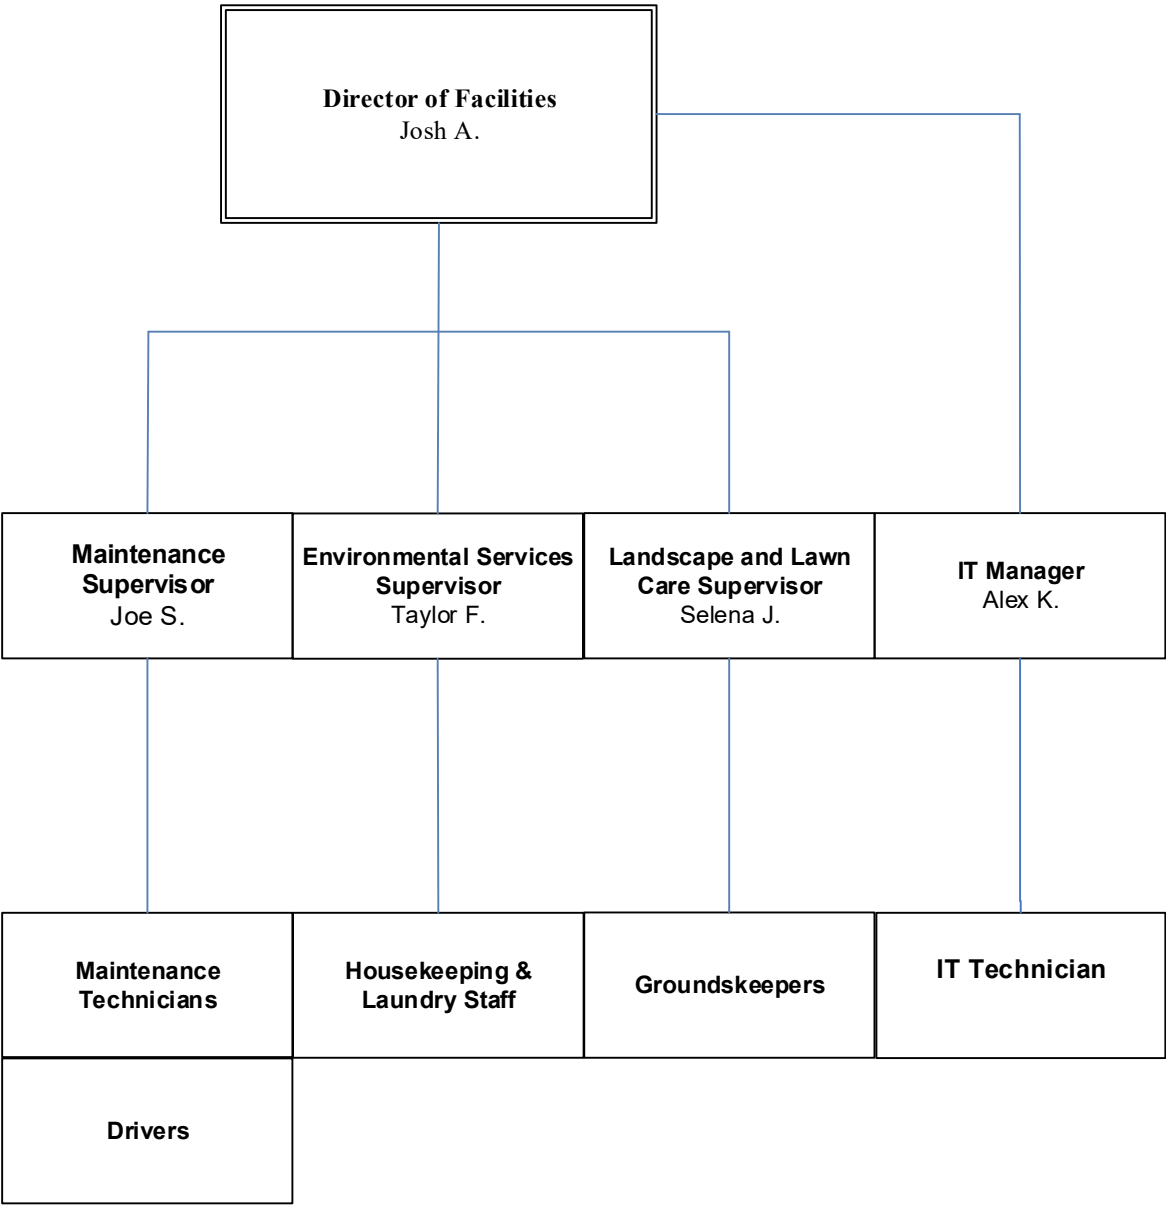 Director of Facilities
Josh A.
Maintenance
Supervisor
Joe S.
Environmental Services
Supervisor
Taylor F.
Landscape and Lawn
Care Supervisor
Selena J.
IT Manager
Alex K.
Maintenance
Technicians
Housekeeping &
Laundry Staff
Groundskeepers
IT Technician
Drivers